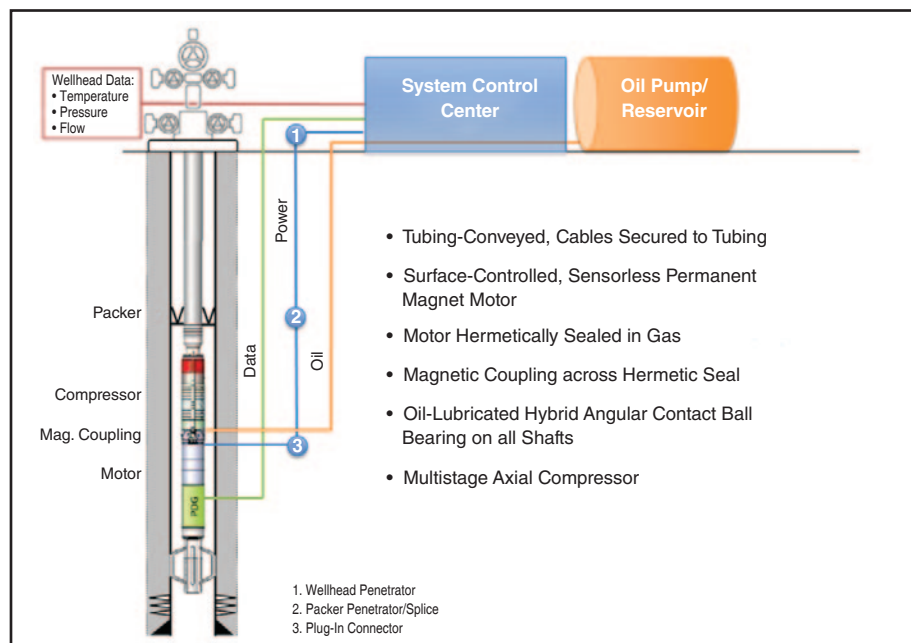 Wellhead Data:
• Temperature
• Pressure
• Flow
System Control
Center
Oil Pump/
Reservoir
1
Power
2
Data
Oil
3
Packer
Compressor
Mag. Coupling
Motor
PDG
• Tubing-Conveyed, Cables Secured to Tubing
• Surface-Controlled, Sensorless Permanent
Magnet Motor
• Motor Hermetically Sealed in Gas
• Magnetic Coupling across Hermetic Seal
• Oil-Lubricated Hybrid Angular Contact Ball
Bearing on all Shafts
• Multistage Axial Compressor
1. Wellhead Penetrator
2. Packer Penetrator/Splice
3. Plug-In Connector